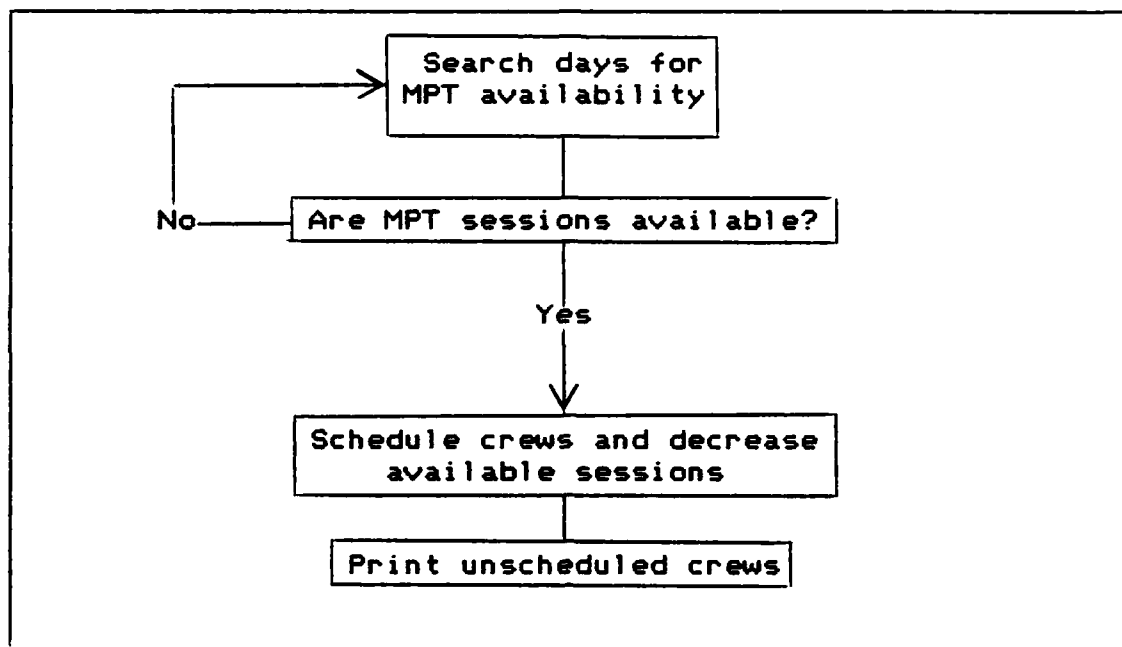 Search days for
MPT availability
No
Are MPT sessions available?
Yes
Schedule crews and decrease
available sessions
Print unscheduled crews